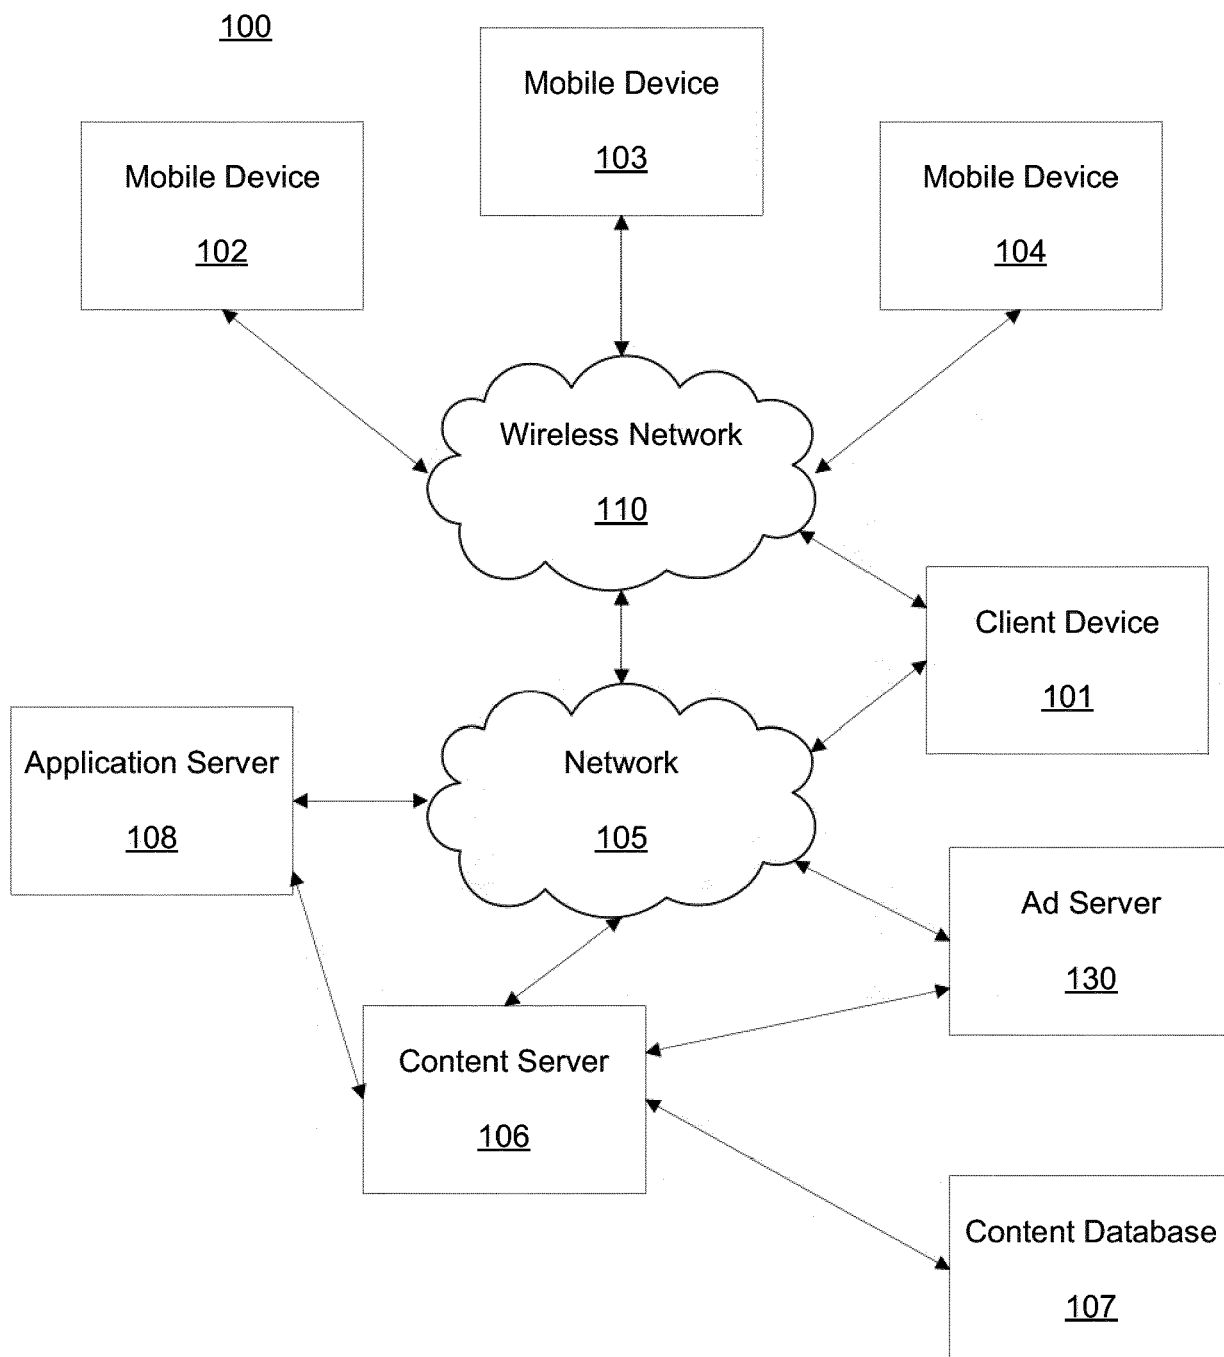 100
Mobile Device
103
Mobile Device
102
Mobile Device
104
Wireless Network
110
Client Device
101
Application Server
108
Network
105
Ad Server
130
Content Server
106
Content Database
107